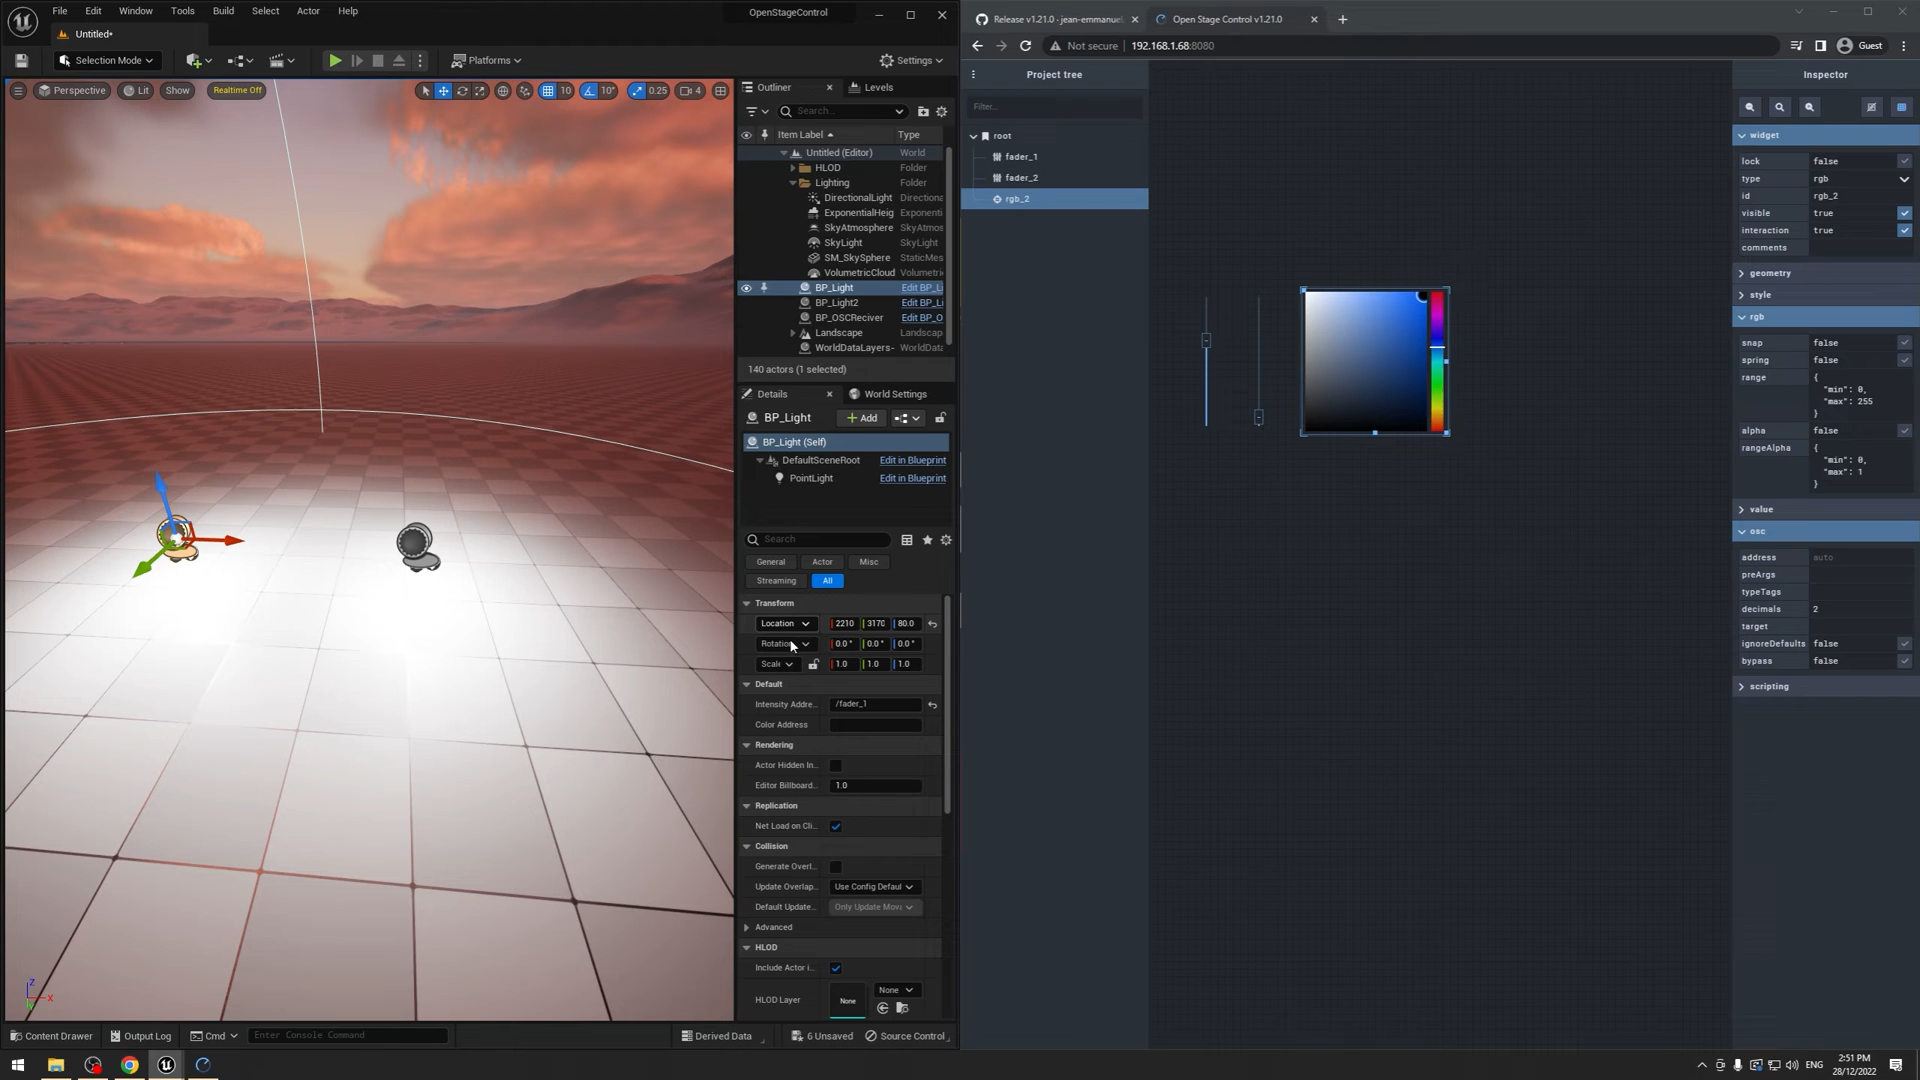 File Edit Window Tools Build Select Actor Help
OpenStageControl
Untitled*
Selection Mode
Platforms
Settings
Perspective Lit Show Realtime Off
10 10° 0.25 4
Outliner Levels
Search...
Item Label Type
Untitled (Editor) World
HLOD Folder
Lighting Folder
DirectionalLight Directiona
ExponentialHeig Exponenti
SkyAtmosphere SkyAtmos
SkyLight SkyLight
SM_SkySphere StaticMes
VolumetricCloud Volumetri
BP_Light Edit BP_Li
BP_Light2 Edit BP_Li
BP_OSCReciver Edit BP_O
Landscape Landscap
WorldDataLayers- WorldData
140 actors (1 selected)
Details World Settings
BP_Light Add
BP_Light (Self)
DefaultSceneRoot Edit in Blueprint
PointLight Edit in Blueprint
Search
General Actor Misc
Streaming All
Transform
Location 2210 3170 80.0
Rotation 0.0° 0.0° 0.0°
Scale 1.0 1.0 1.0
Default
Intensity Addre.. /fader_1
Color Address
Rendering
Actor Hidden In..
Editor Billboard.. 1.0
Replication
Net Load on Cli..
Collision
Generate Overl..
Update Overlap.. Use Config Defaul
Default Update.. Only Update Mov
Advanced
HLOD
Include Actor i..
HLOD Layer None None
Content Drawer Output Log Cmd Enter Console Command Derived Data 6 Unsaved Source Control
Release v1.21.0 · jean-emmanuel Open Stage Control v1.21.0
Not secure 192.168.1.68:8080 Guest
Project tree
Filter...
root
fader_1
fader_2
rgb_2
Inspector
widget
lock false
type rgb
id rgb_2
visible true
interaction true
comments
geometry
style
rgb
snap false
spring false
range {
"min": 0,
"max": 255
}
alpha false
rangeAlpha {
"min": 0,
"max": 1
}
value
osc
address auto
preArgs
typeTags
decimals 2
target
ignoreDefaults false
bypass false
scripting
ENG 2:51 PM
28/12/2022